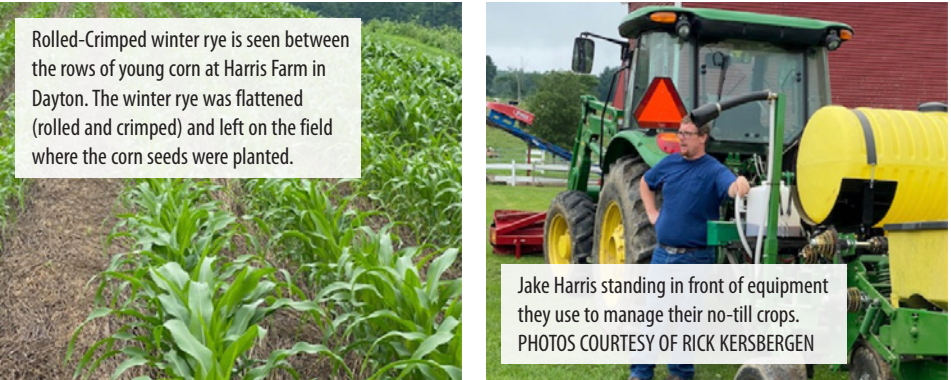 Rolled-Crimped winter rye is seen between
the rows of young corn at Harris Farm in
Dayton. The winter rye was flattened
(rolled and crimped) and left on the field
where the corn seeds were planted.
Jake Harris standing in front of equipment
they use to manage their no-till crops.
PHOTOS COURTESY OF RICK KERSBERGEN